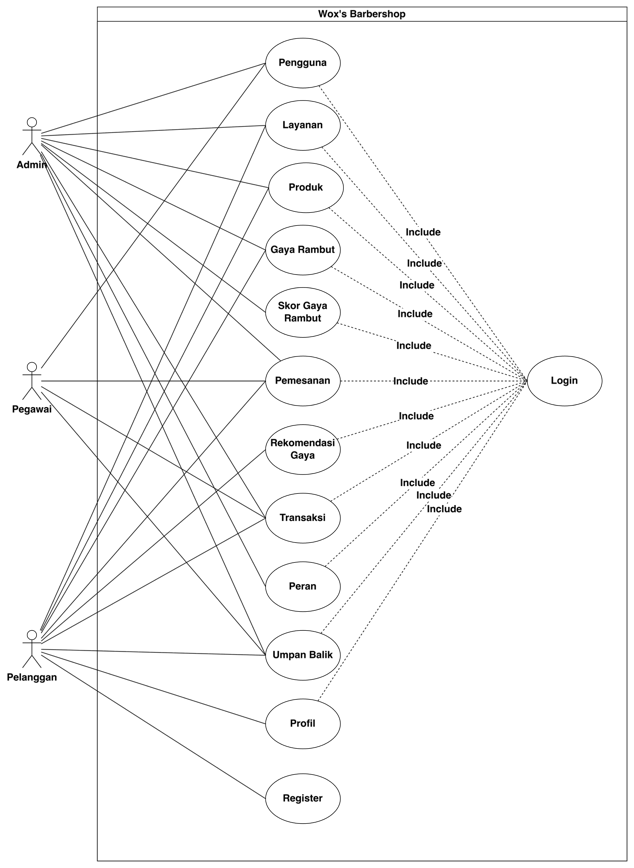 Wox's Barbershop
Pengguna
Layanan
Admin
Produk
Include
Gaya Rambut
Include
Include
Skor Gaya
Rambut
Include
Include
Pemesanan
Include
Login
Pegawai
Include
Rekomendasi
Gaya
Include
Include
Include
Include
Transaksi
Peran
Umpan Balik
Pelanggan
Profil
Register